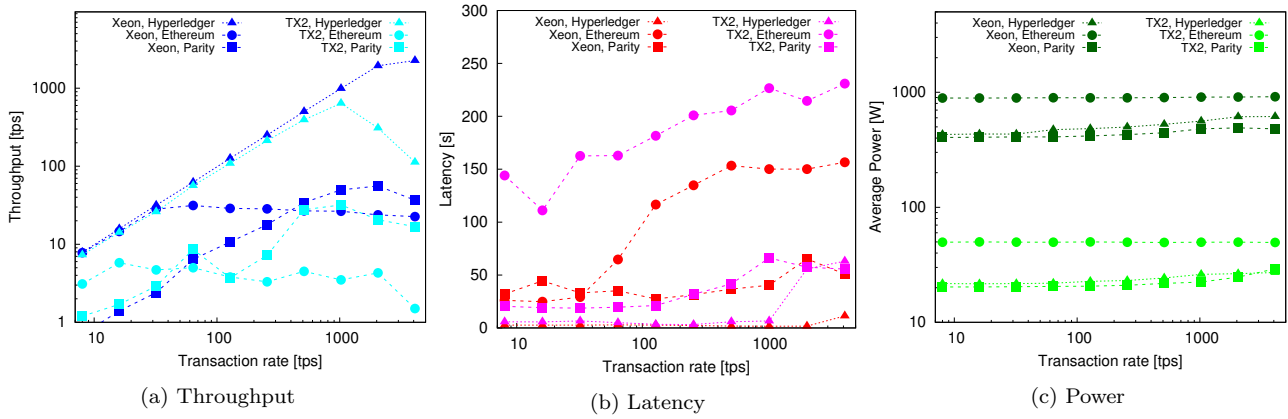 Xeon, Hyperledger TX2, Hyperledger
Xeon, Ethereum TX2, Ethereum
Xeon, Parity TX2, Parity
1000
100
10
1
Throughput [tps]
10 100 1000
Transaction rate [tps]
(a) Throughput
Xeon, Hyperledger TX2, Hyperledger
Xeon, Ethereum TX2, Ethereum
Xeon, Parity TX2, Parity
300
250
200
150
100
50
0
Latency [s]
10 100 1000
Transaction rate [tps]
(b) Latency
Xeon, Hyperledger TX2, Hyperledger
Xeon, Ethereum TX2, Ethereum
Xeon, Parity TX2, Parity
1000
100
10
Average Power [W]
10 100 1000
Transaction rate [tps]
(c) Power